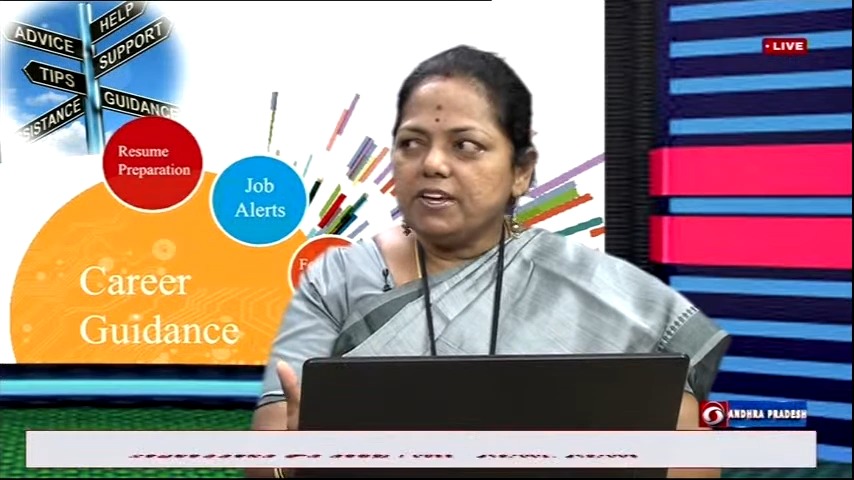 HELP
ADVICE
SUPPORT
TIPS
GUIDANCE
SISTANCE
Resume
Preparation
Job
Alerts
Career
Guidance
LIVE
ANDHRA PRADESH